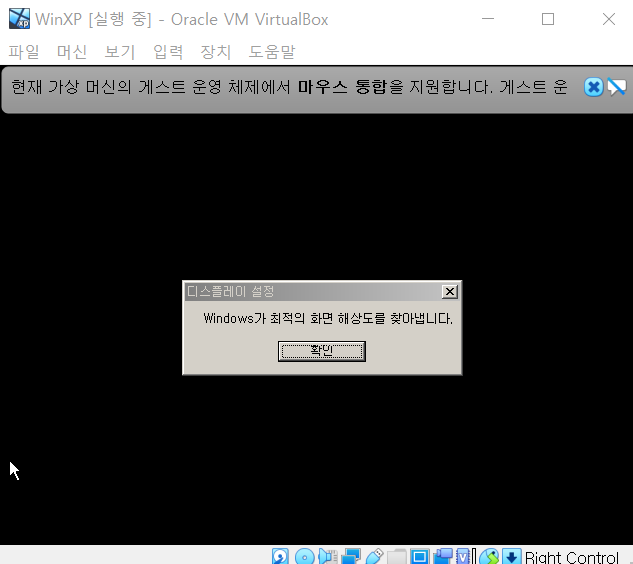 WinXP [실행 중] - Oracle VM VirtualBox
파일 머신 보기 입력 장치 도움말
현재 가상 머신의 게스트 운영 체제에서 마우스 통합을 지원합니다. 게스트 운
디스플레이 설정
Windows가 최적의 화면 해상도를 찾아냅니다.
확인
Right Control